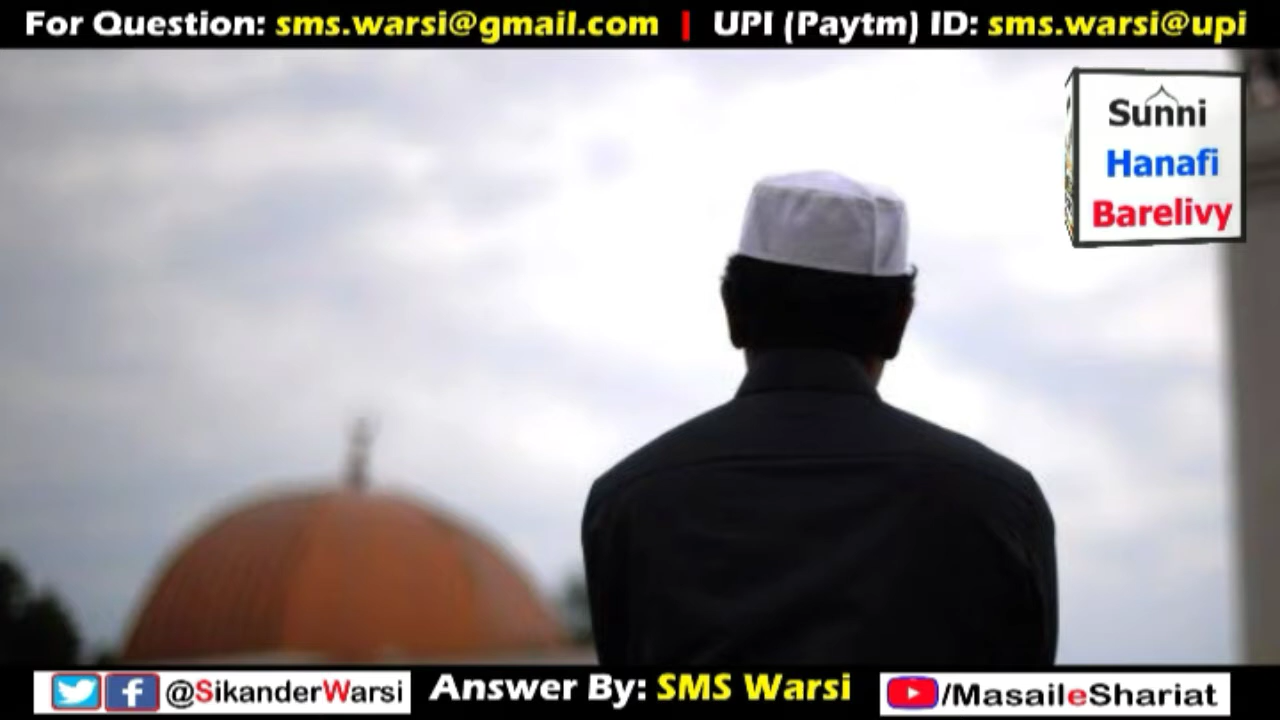 For Question: sms.warsi@gmail.com | UPI (Paytm) ID: sms.warsi@upi
Sunni
Hanafi
Barelivy
@SikanderWarsi
Answer By: SMS Warsi
/MasaileShariat